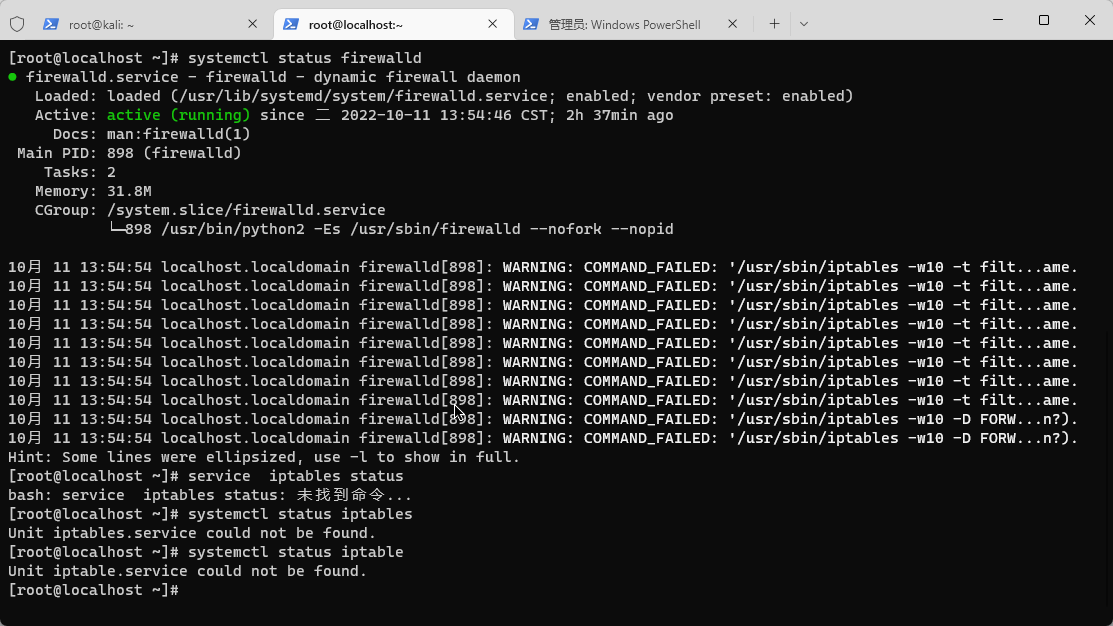 root@kali: ~
root@localhost:~
管理员: Windows PowerShell
[root@localhost ~]# systemctl status firewalld
● firewalld.service - firewalld - dynamic firewall daemon
Loaded: loaded (/usr/lib/systemd/system/firewalld.service; enabled; vendor preset: enabled)
Active: active (running) since 二 2022-10-11 13:54:46 CST; 2h 37min ago
Docs: man:firewalld(1)
Main PID: 898 (firewalld)
Tasks: 2
Memory: 31.8M
CGroup: /system.slice/firewalld.service
└─898 /usr/bin/python2 -Es /usr/sbin/firewalld --nofork --nopid
10月 11 13:54:54 localhost.localdomain firewalld[898]: WARNING: COMMAND_FAILED: '/usr/sbin/iptables -w10 -t filt...ame.
10月 11 13:54:54 localhost.localdomain firewalld[898]: WARNING: COMMAND_FAILED: '/usr/sbin/iptables -w10 -t filt...ame.
10月 11 13:54:54 localhost.localdomain firewalld[898]: WARNING: COMMAND_FAILED: '/usr/sbin/iptables -w10 -t filt...ame.
10月 11 13:54:54 localhost.localdomain firewalld[898]: WARNING: COMMAND_FAILED: '/usr/sbin/iptables -w10 -t filt...ame.
10月 11 13:54:54 localhost.localdomain firewalld[898]: WARNING: COMMAND_FAILED: '/usr/sbin/iptables -w10 -t filt...ame.
10月 11 13:54:54 localhost.localdomain firewalld[898]: WARNING: COMMAND_FAILED: '/usr/sbin/iptables -w10 -t filt...ame.
10月 11 13:54:54 localhost.localdomain firewalld[898]: WARNING: COMMAND_FAILED: '/usr/sbin/iptables -w10 -t filt...ame.
10月 11 13:54:54 localhost.localdomain firewalld[898]: WARNING: COMMAND_FAILED: '/usr/sbin/iptables -w10 -t filt...ame.
10月 11 13:54:54 localhost.localdomain firewalld[898]: WARNING: COMMAND_FAILED: '/usr/sbin/iptables -w10 -D FORW...n?).
10月 11 13:54:54 localhost.localdomain firewalld[898]: WARNING: COMMAND_FAILED: '/usr/sbin/iptables -w10 -D FORW...n?).
Hint: Some lines were ellipsized, use -l to show in full.
[root@localhost ~]# service  iptables status
bash: service  iptables status: 未找到命令...
[root@localhost ~]# systemctl status iptables
Unit iptables.service could not be found.
[root@localhost ~]# systemctl status iptable
Unit iptable.service could not be found.
[root@localhost ~]#